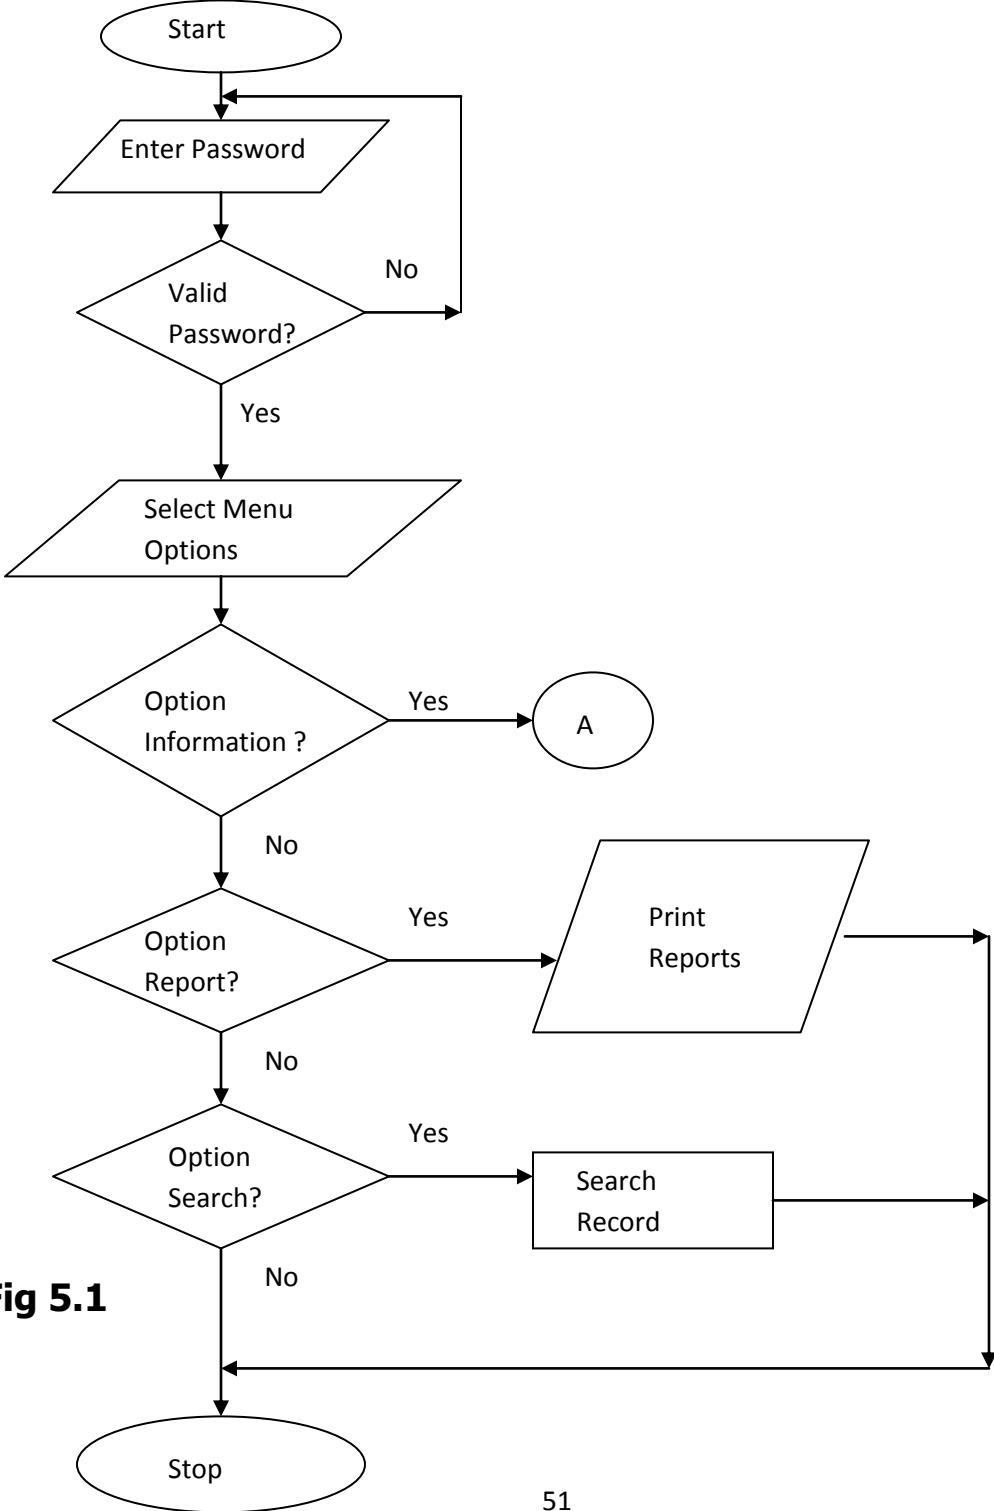 Start
Enter Password
No
Valid
Password?
Yes
Select Menu
Options
Option
Information ?
Yes
A
No
Option
Report?
Yes
Print
Reports
No
Option
Search?
Yes
Search
Record
No
Fig 5.1
Stop
51